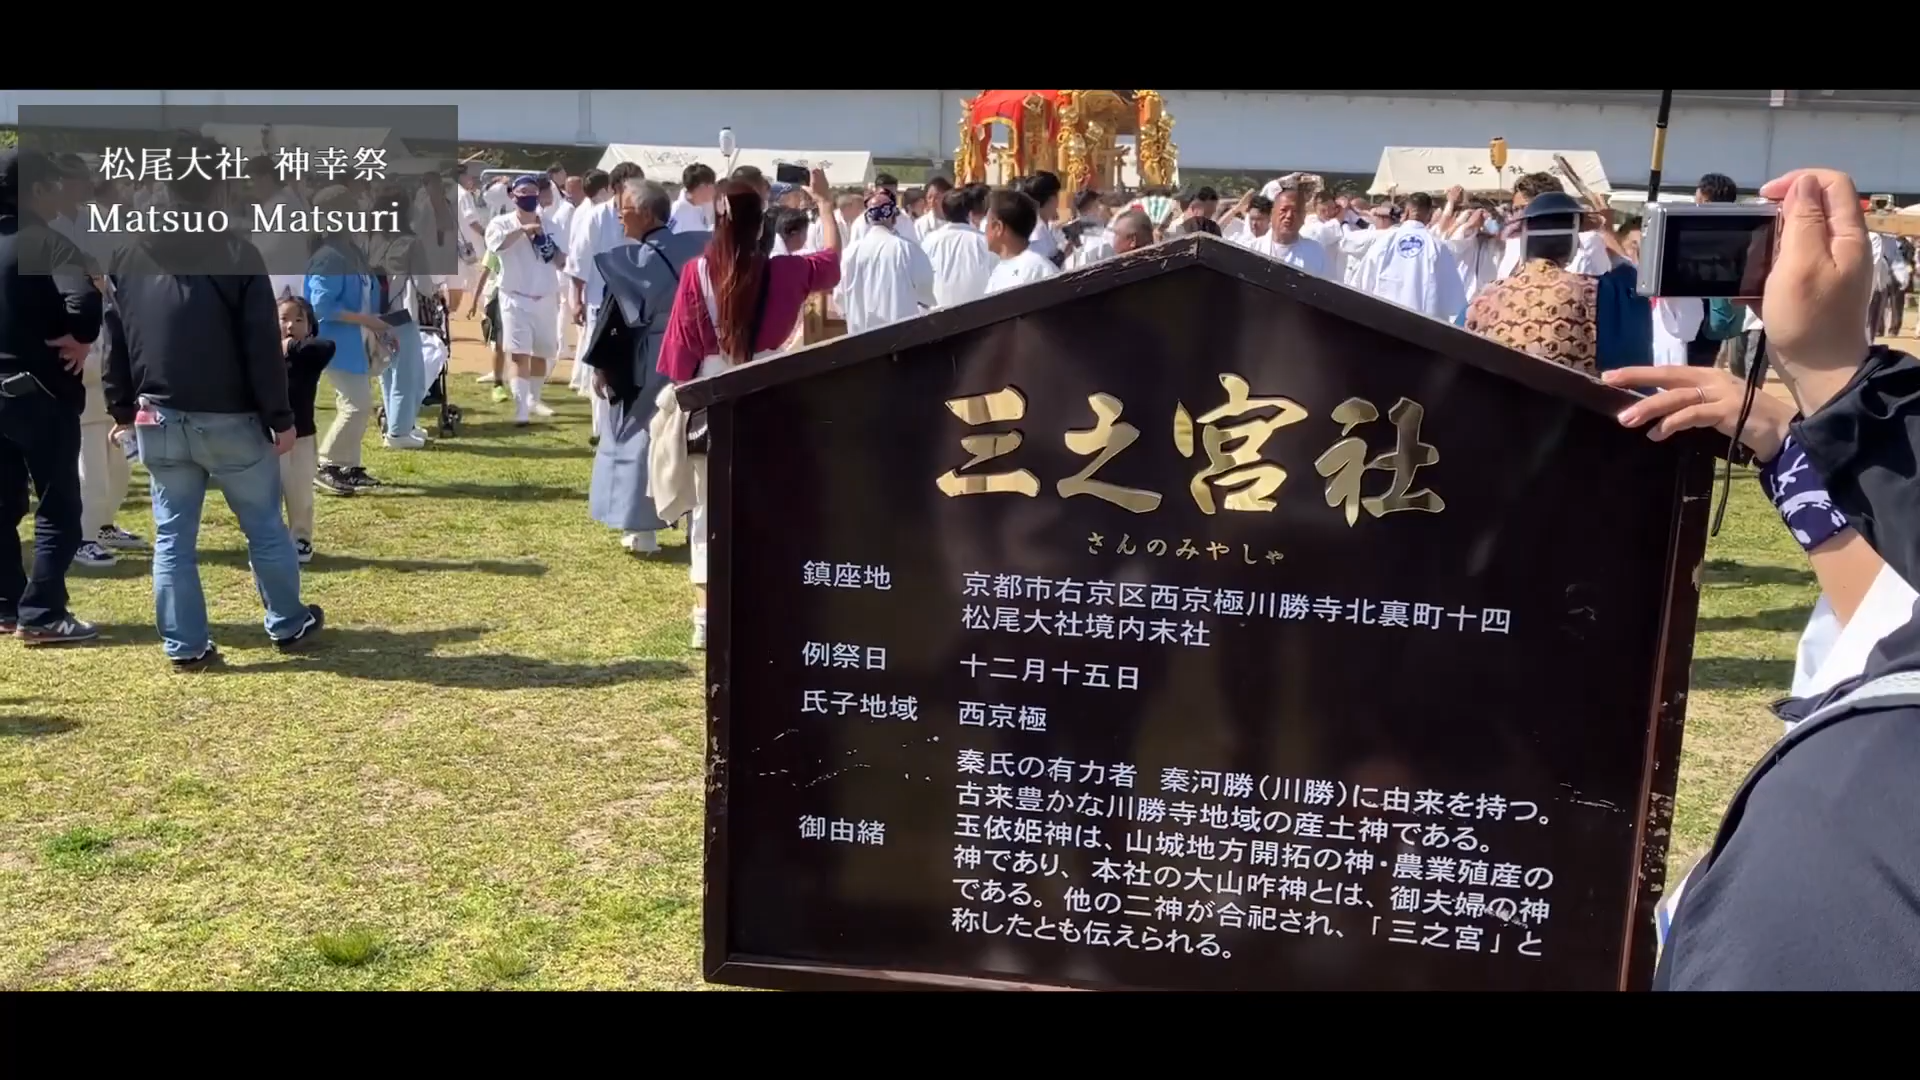 松尾大社 神幸祭
Matsuo Matsuri
四之社会
三之宮社
さんのみやしゃ
鎮座地 京都市右京区西京極川勝寺北裏町十四
松尾大社境内末社
例祭日 十二月十五日
氏子地域 西京極
御由緒 秦氏の有力者 秦河勝(川勝)に由来を持つ。
古来豊かな川勝寺地域の産土神である。
玉依姫神は、山城地方開拓の神・農業殖産の
神であり、本社の大山咋神とは、御夫婦の神
である。他の二神が合祀され、「三之宮」と
称したとも伝えられる。